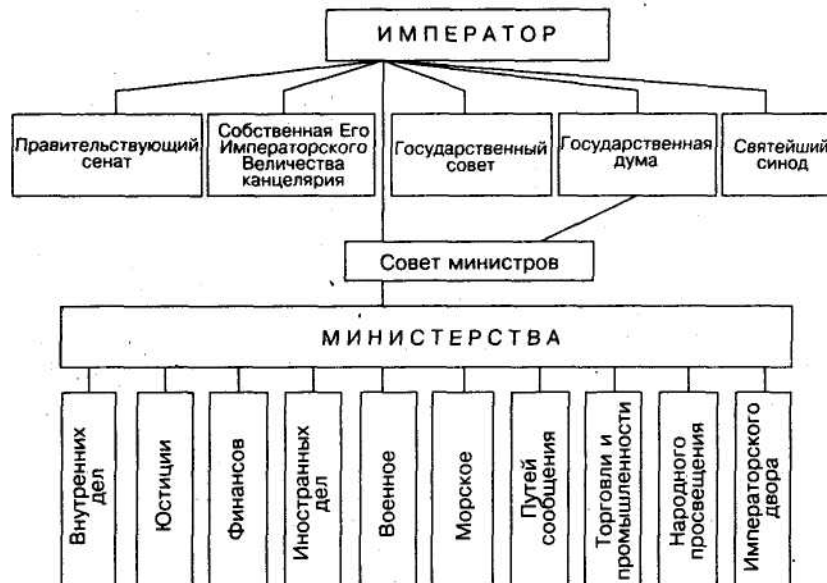 ИМПЕРАТОР
Правительствующий
сенат
Собственная Его
Императорского
Величества
канцелярия
Государственный
совет
Государственная
дума
Святейший
синод
Совет министров
МИНИСТЕРСТВА
Внутренних
дел
Юстиции
Финансов
Иностранных
дел
Военное
Морское
Путей
сообщения
Торговли и
промышленности
Народного
просвещения
Императорского
двора